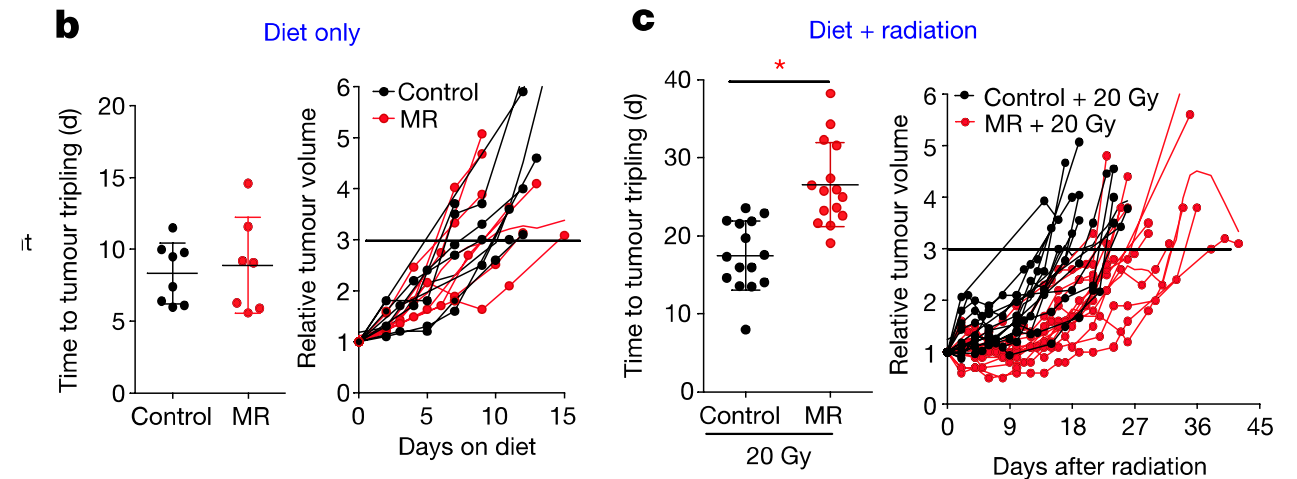 b
Diet only
Time to tumour tripling (d)
20
15
10
5
0
Control
MR
Relative tumour volume
6
5
4
3
2
1
0
Control
MR
0
5
10
15
Days on diet
c
Diet + radiation
Time to tumour tripling (d)
40
30
20
10
0
*
Control
MR
20 Gy
Relative tumour volume
6
5
4
3
2
1
0
Control + 20 Gy
MR + 20 Gy
0
9
18
27
36
45
Days after radiation